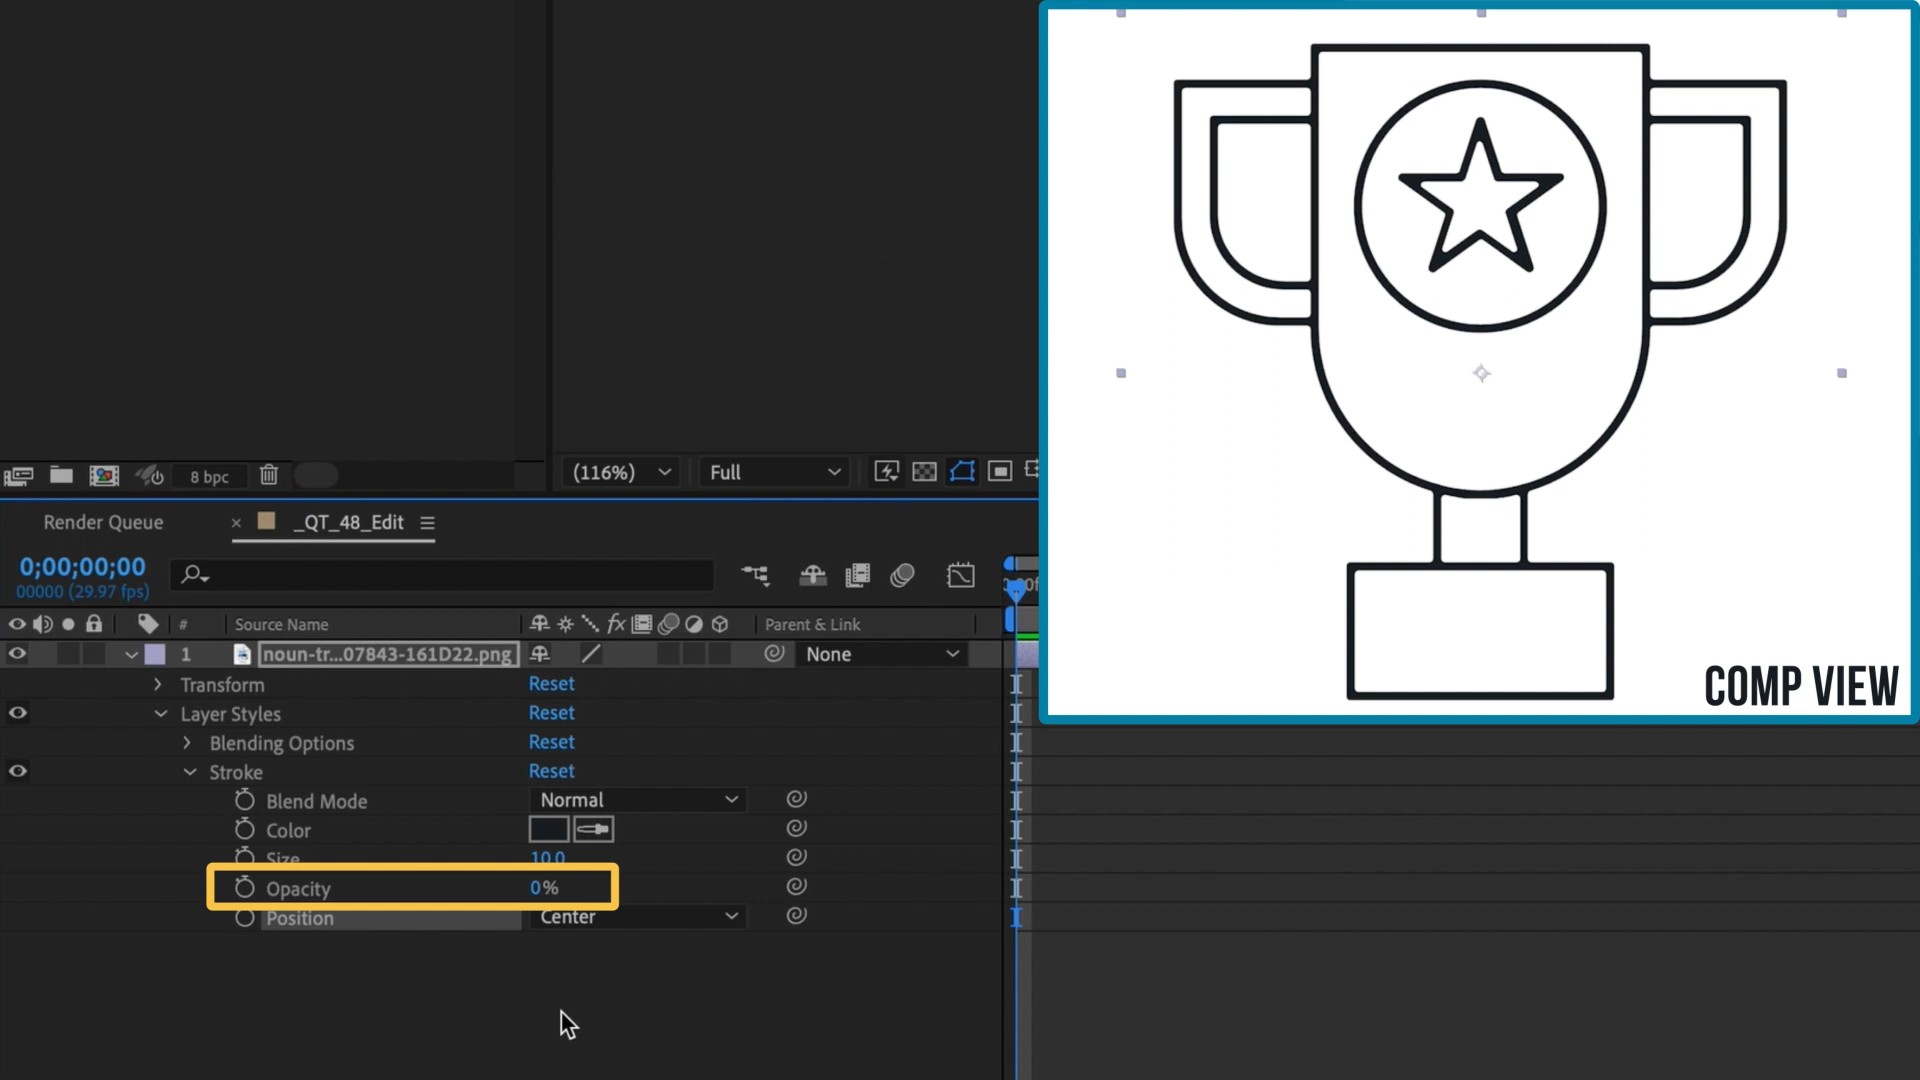 8 bpc
(116%)
Full
Render Queue
× _QT_48_Edit
0;00;00;00
00000 (29.97 fps)
# Source Name
fx
Parent & Link
1 noun-tr...07843-161D22.png
None
Transform Reset
Layer Styles Reset
Blending Options Reset
Stroke Reset
Blend Mode Normal
Color
Size 10.0
Opacity 0%
Position Center
COMP VIEW